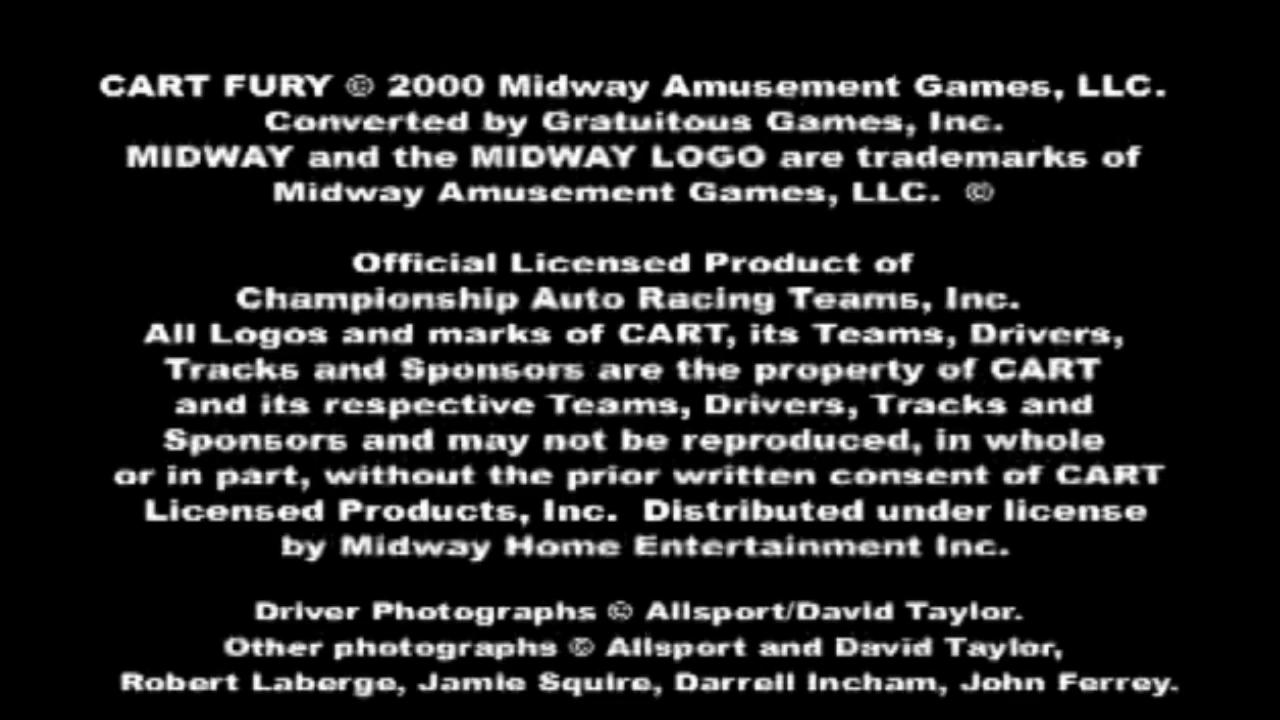 CART FURY © 2000 Midway Amusement Games, LLC.
Converted by Gratuitous Games, Inc.
MIDWAY and the MIDWAY LOGO are trademarks of
Midway Amusement Games, LLC. ©
Official Licensed Product of
Championship Auto Racing Teams, Inc.
All Logos and marks of CART, its Teams, Drivers,
Tracks and Sponsors are the property of CART
and its respective Teams, Drivers, Tracks and
Sponsors and may not be reproduced, in whole
or in part, without the prior written consent of CART
Licensed Products, Inc. Distributed under license
by Midway Home Entertainment Inc.
Driver Photographs © Allsport/David Taylor.
Other photographs © Allsport and David Taylor,
Robert Laberge, Jamie Squire, Darrell Incham, John Ferrey.